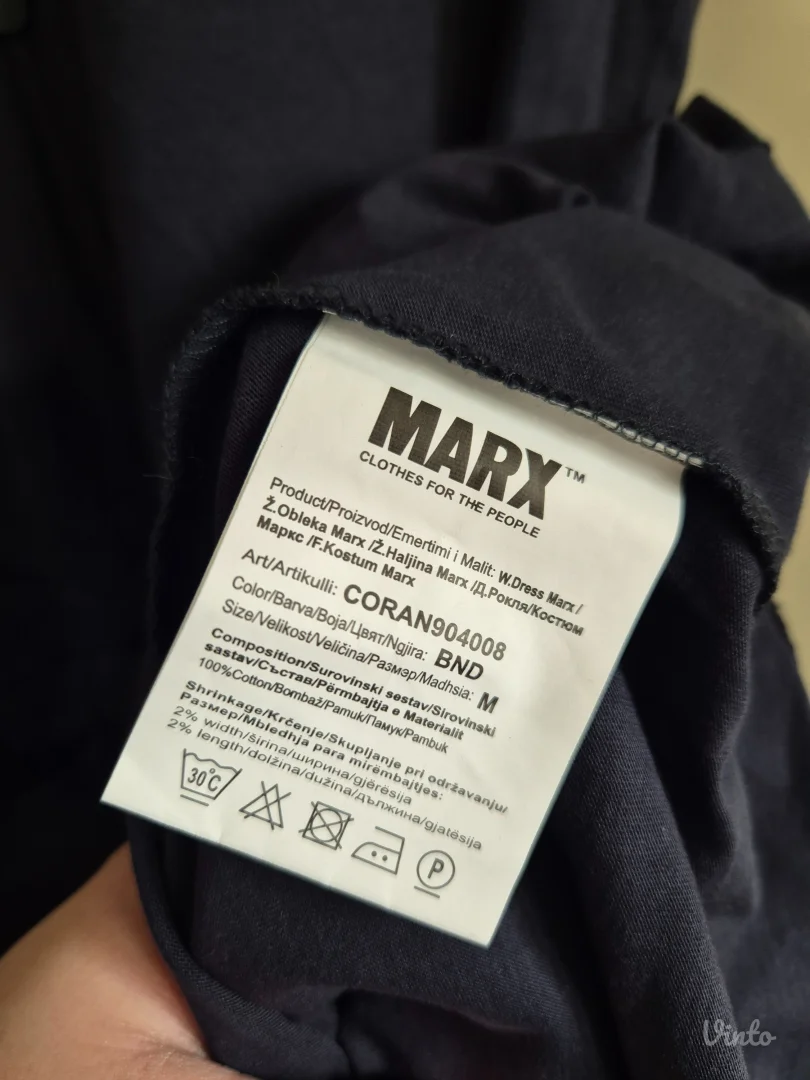 MARX™
CLOTHES FOR THE PEOPLE
Product/Proizvod/Emertimi i Malit: W.Dress Marx /
Ž.Obleka Marx /Ž.Haljina Marx /Д.Рокля/Костюм
Маркс /F.Kostum Marx
Art/Artikulli: CORAN904008
Color/Barva/Boja/Цвят/Ngjira: BND
Size/Velikost/Veličina/Размэр/Madhsia: M
Composition/Surovinski sestav/Sirovinski
sastav/Състав/Përmbajtja e Materialit
100%Cotton/Bombaž/Pamuk/Памук/Pambuk
Shrinkage/Krčenje/Skupljanje pri održavanju/
Размер/Mbledhja para mirëmbajtjes:
2% width/širina/ширина/gjërësija
2% length/dolžina/dužina/дължина/gjatësija
30°C
P
Vinto